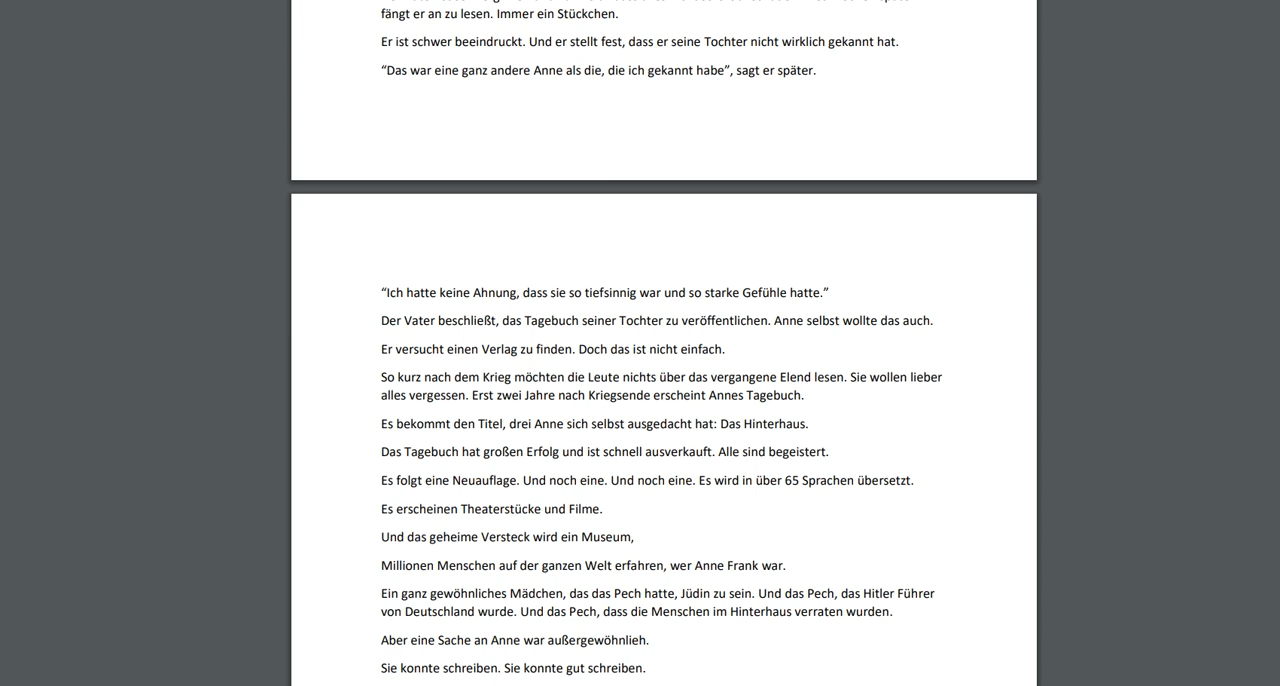 fängt er an zu lesen. Immer ein Stückchen.
Er ist schwer beeindruckt. Und er stellt fest, dass er seine Tochter nicht wirklich gekannt hat.
“Das war eine ganz andere Anne als die, die ich gekannt habe”, sagt er später.
“Ich hatte keine Ahnung, dass sie so tiefsinnig war und so starke Gefühle hatte.”
Der Vater beschließt, das Tagebuch seiner Tochter zu veröffentlichen. Anne selbst wollte das auch.
Er versucht einen Verlag zu finden. Doch das ist nicht einfach.
So kurz nach dem Krieg möchten die Leute nichts über das vergangene Elend lesen. Sie wollen lieber
alles vergessen. Erst zwei Jahre nach Kriegsende erscheint Annes Tagebuch.
Es bekommt den Titel, drei Anne sich selbst ausgedacht hat: Das Hinterhaus.
Das Tagebuch hat großen Erfolg und ist schnell ausverkauft. Alle sind begeistert.
Es folgt eine Neuauflage. Und noch eine. Und noch eine. Es wird in über 65 Sprachen übersetzt.
Es erscheinen Theaterstücke und Filme.
Und das geheime Versteck wird ein Museum,
Millionen Menschen auf der ganzen Welt erfahren, wer Anne Frank war.
Ein ganz gewöhnliches Mädchen, das das Pech hatte, Jüdin zu sein. Und das Pech, das Hitler Führer
von Deutschland wurde. Und das Pech, dass die Menschen im Hinterhaus verraten wurden.
Aber eine Sache an Anne war außergewöhnlieh.
Sie konnte schreiben. Sie konnte gut schreiben.